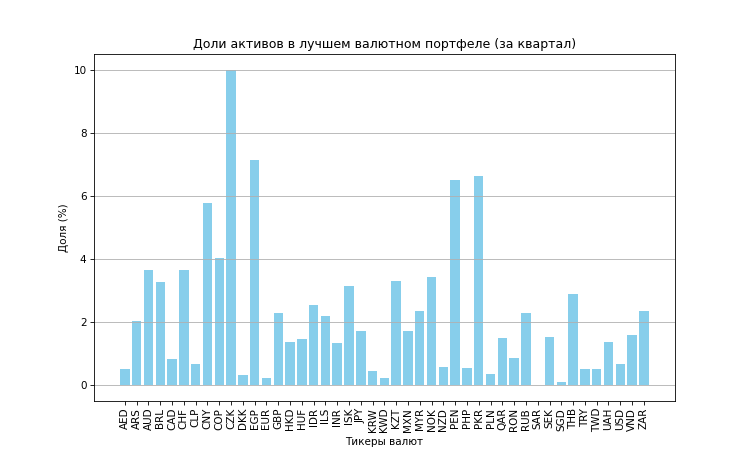 Доли активов в лучшем валютном портфеле (за квартал)
Доля (%)
10
8
6
4
2
0
AED ARS AUD BRL CAD CHF CLP CNY COP CZK DKK EGP EUR GBP HKD HUF IDR ILS INR ISK JPY KRW KWD KZT MXN MYR NOK NZD PEN PHP PKR PLN QAR RON RUB SAR SEK SGD THB TRY TWD UAH USD VND ZAR
Тикеры валют